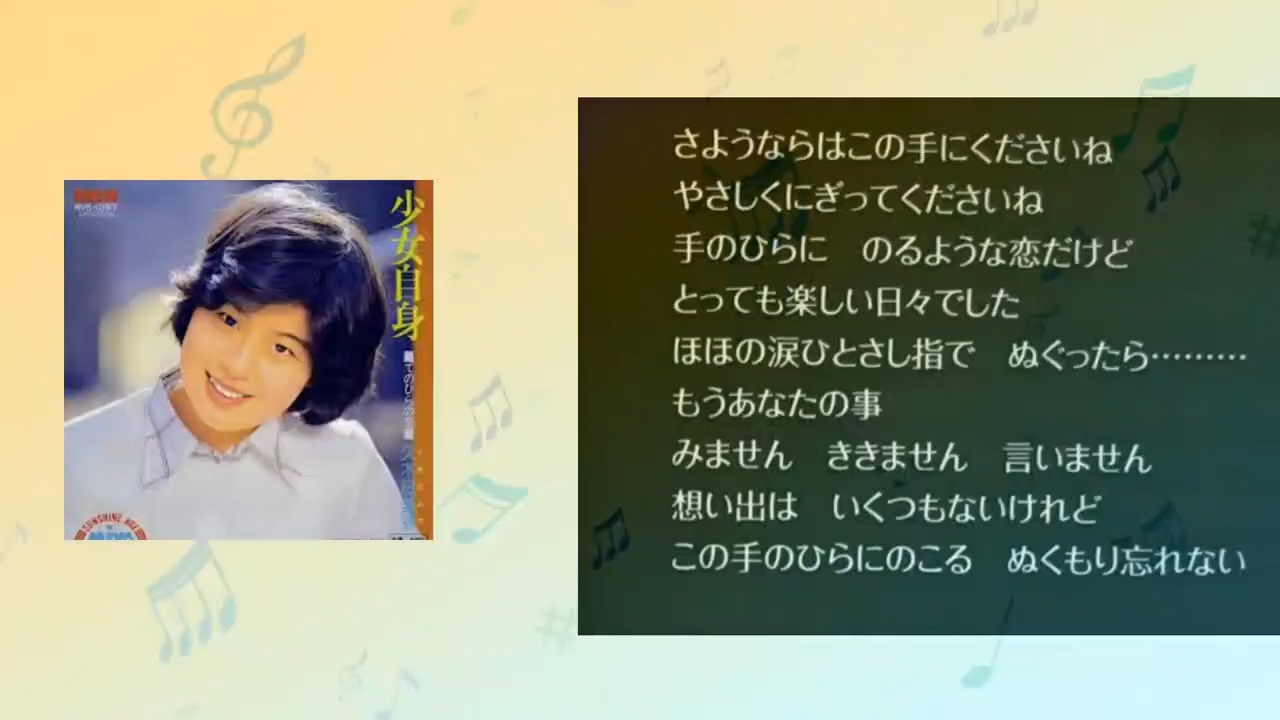 少女自身
さようならはこの手にくださいね
やさしくにぎってくださいね
手のひらに　のるような恋だけど
とっても楽しい日々でした
ほほの涙ひとさし指で　ぬぐったら………
もうあなたの事
みません　ききません　言いません
想い出は　いくつもないけれど
この手のひらにのこる　ぬくもり忘れない